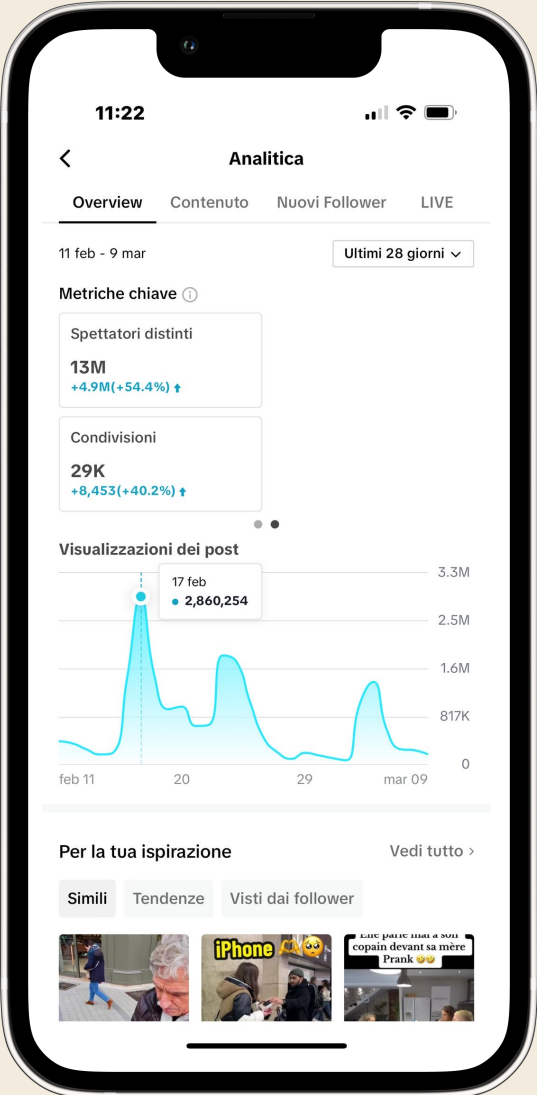 11:22
Analitica
Overview Contenuto Nuovi Follower LIVE
11 feb - 9 mar
Ultimi 28 giorni
Metriche chiave
Spettatori distinti
13M
+4.9M(+54.4%)
Condivisioni
29K
+8,453(+40.2%)
Visualizzazioni dei post
17 feb
2,860,254
3.3M
2.5M
1.6M
817K
0
feb 11 20 29 mar 09
Per la tua ispirazione
Vedi tutto
Simili Tendenze Visti dai follower
iPhone
Elle parle mal à son
copain devant sa mère
Prank